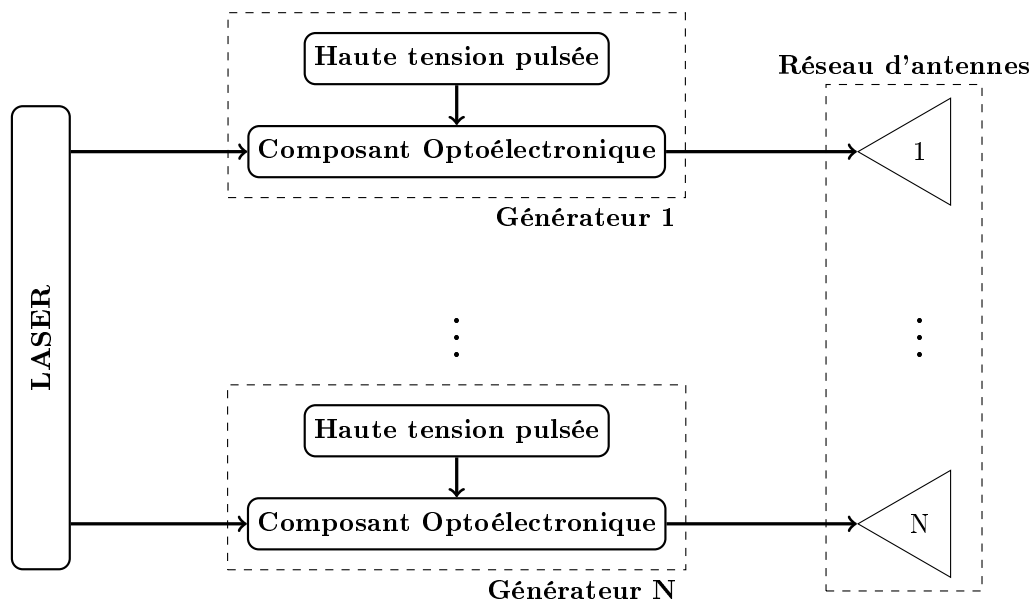 Haute tension pulsée
Réseau d'antennes
Composant Optoélectronique
1
Générateur 1
LASER
⋮
⋮
Haute tension pulsée
Composant Optoélectronique
N
Générateur N